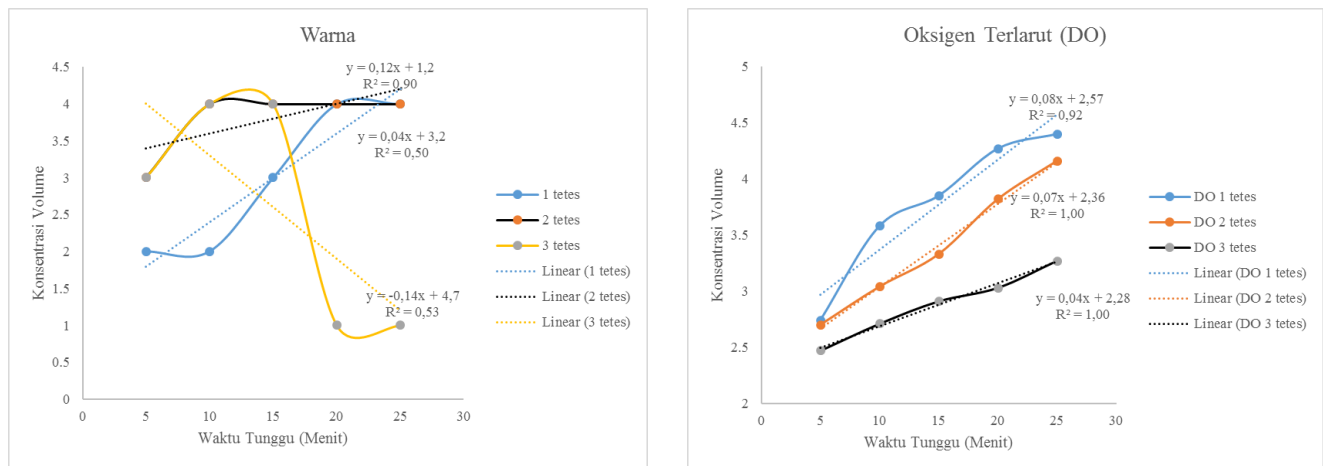 Warna
4.5
4
3.5
3
2.5
2
1.5
1
0.5
0
0
5
10
15
20
25
30
Konsentrasi Volume
Waktu Tunggu (Menit)
y = 0,12x + 1,2
R² = 0,90
y = 0,04x + 3,2
R² = 0,50
y = -0,14x + 4,7
R² = 0,53
1 tetes
2 tetes
3 tetes
Linear (1 tetes)
Linear (2 tetes)
Linear (3 tetes)
Oksigen Terlarut (DO)
5
4.5
4
3.5
3
2.5
2
0
5
10
15
20
25
30
Konsentrasi Volume
Waktu Tunggu (Menit)
y = 0,08x + 2,57
R² = 0,92
y = 0,07x + 2,36
R² = 1,00
y = 0,04x + 2,28
R² = 1,00
DO 1 tetes
DO 2 tetes
DO 3 tetes
Linear (DO 1 tetes)
Linear (DO 2 tetes)
Linear (DO 3 tetes)